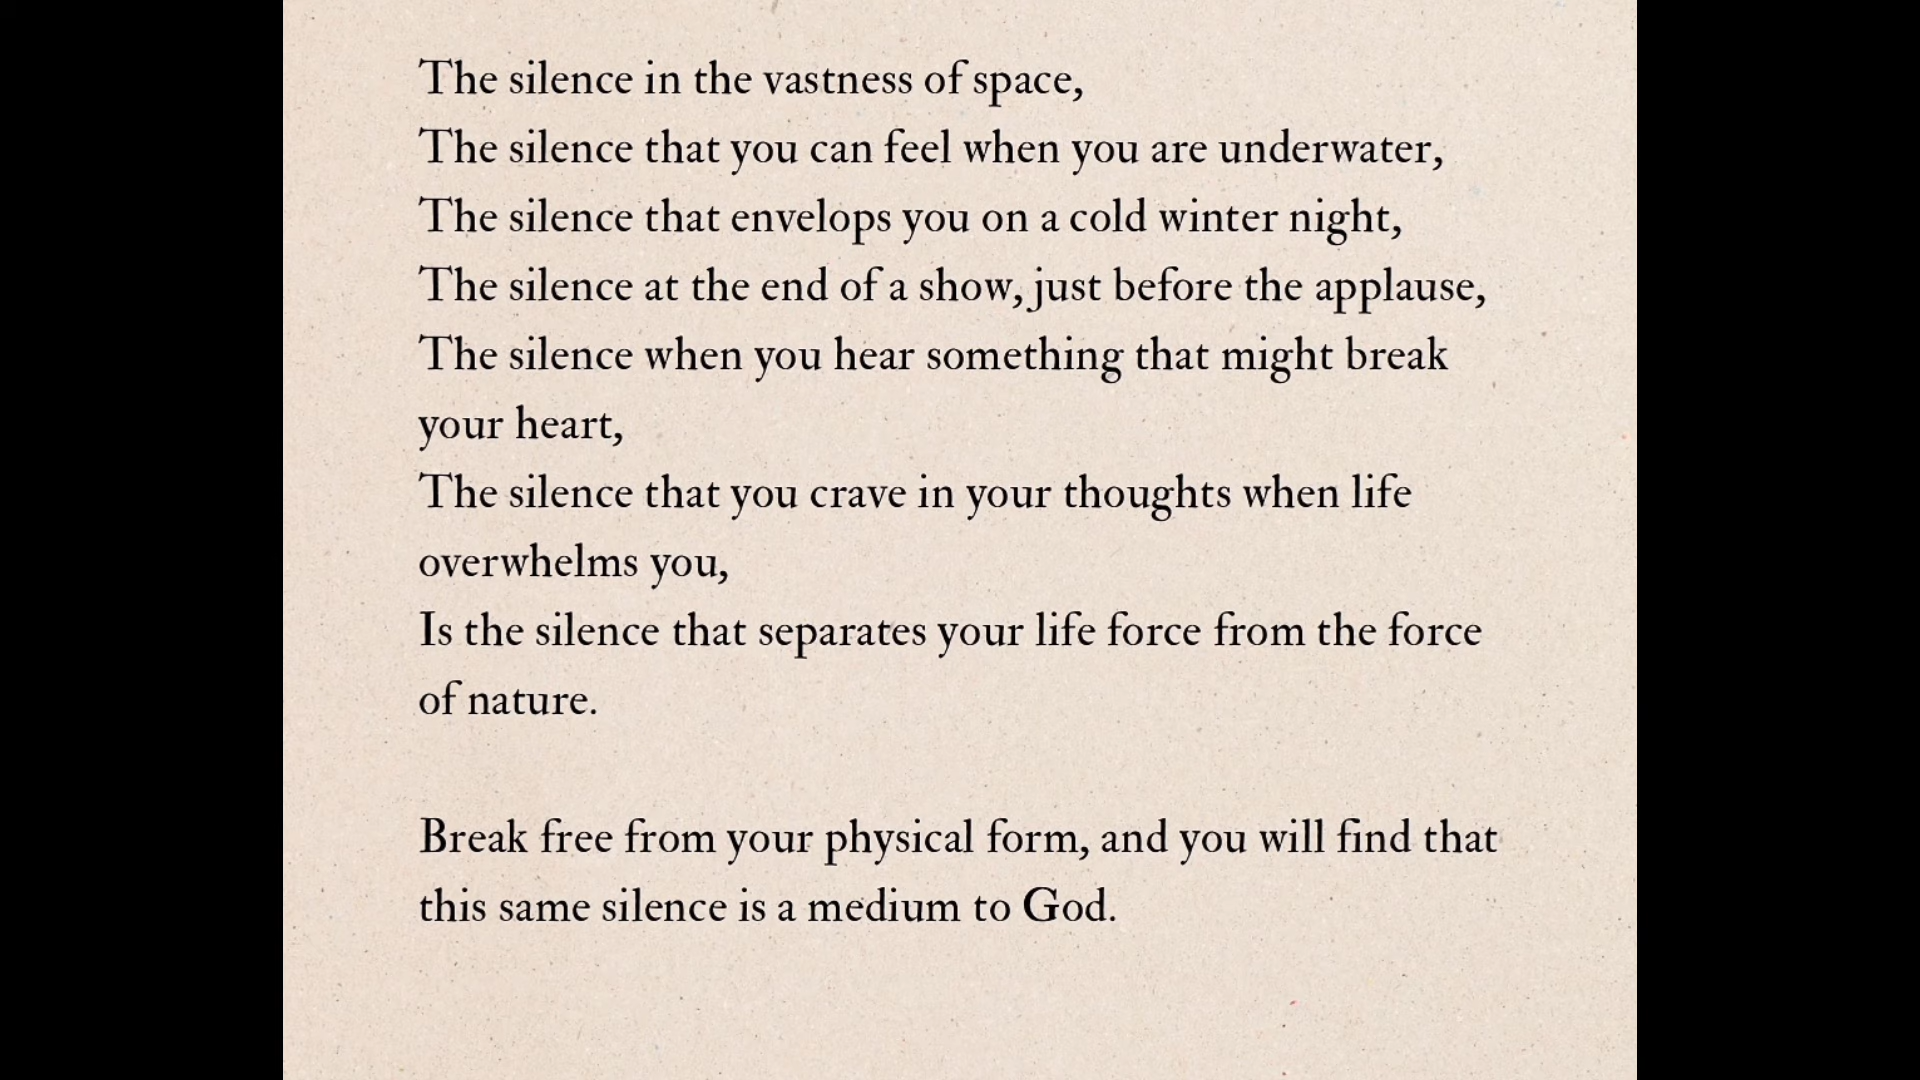 The silence in the vastness of space,
The silence that you can feel when you are underwater,
The silence that envelops you on a cold winter night,
The silence at the end of a show, just before the applause,
The silence when you hear something that might break
your heart,
The silence that you crave in your thoughts when life
overwhelms you,
Is the silence that separates your life force from the force
of nature.
Break free from your physical form, and you will find that
this same silence is a medium to God.